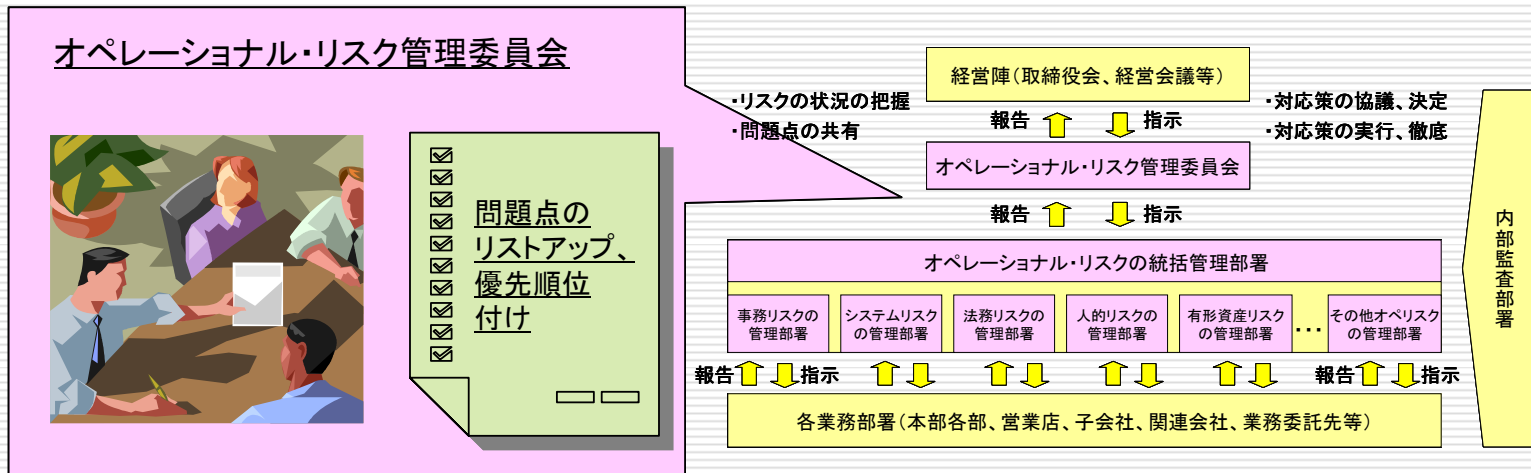 オペレーショナル・リスク管理委員会
問題点の
リストアップ、
優先順位
付け
経営陣（取締役会、経営会議等）
・リスクの状況の把握
・問題点の共有
報告
指示
・対応策の協議、決定
・対応策の実行、徹底
オペレーショナル・リスク管理委員会
報告
指示
オペレーショナル・リスクの統括管理部署
事務リスクの
管理部署
システムリスク
の管理部署
法務リスクの
管理部署
人的リスクの
管理部署
有形資産リスク
の管理部署
…
その他オペリスク
の管理部署
報告
指示
報告
指示
各業務部署（本部各部、営業店、子会社、関連会社、業務委託先等）
内部監査部署